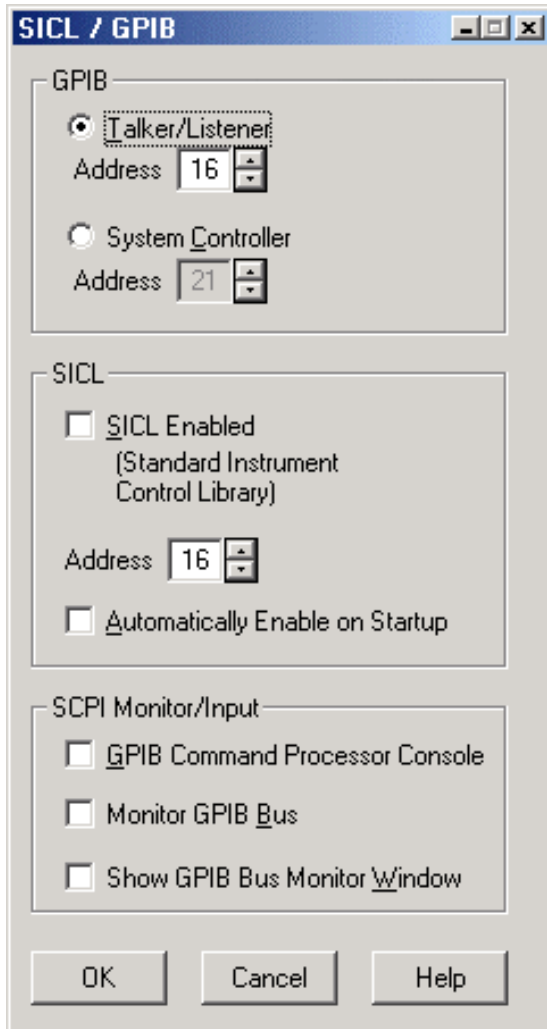 SICL / GPIB
GPIB
Talker/Listener
Address 16
System Controller
Address 21
SICL
SICL Enabled
(Standard Instrument
Control Library)
Address 16
Automatically Enable on Startup
SCPI Monitor/Input
GPIB Command Processor Console
Monitor GPIB Bus
Show GPIB Bus Monitor Window
OK Cancel Help